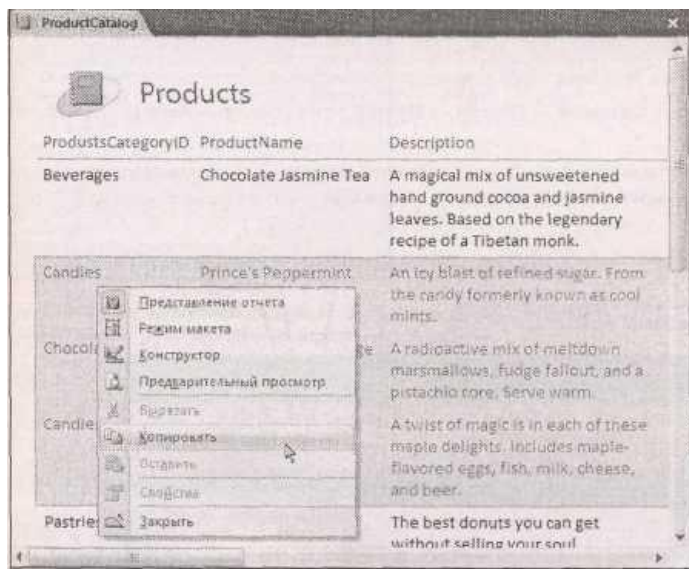 ProductCatalog
Products
ProdustsCategoryID ProductName Description
Beverages Chocolate Jasmine Tea A magical mix of unsweetened
hand ground cocoa and jasmine
leaves. Based on the legendary
recipe of a Tibetan monk.
Candies Prince's Peppermint An icy blast of refined sugar. From
the candy formerly known as cool
mints.
Представление отчета
Режим макета
Chocola ge A radioactive mix of meltdown
marsmallows, fudge fallout, and a
pistachio core. Serve warm.
Конструктор
Предварительный просмотр
Вырезать
Candie A twist of magic is in each of these
maple delights. Includes maple-
flavored eggs, fish, milk, cheese,
and beer.
Копировать
Вставить
Свойства
Закрыть
Pastries The best donuts you can get
without selling your soul